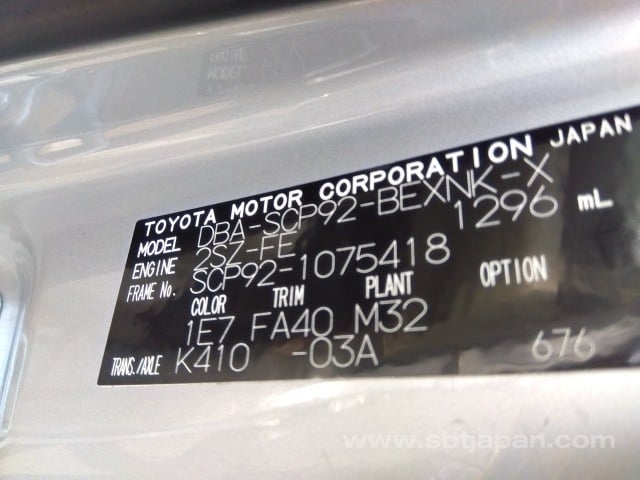 TOYOTA MOTOR CORPORATION JAPAN
MODEL DBA-SCP92-BEXNK-X
ENGINE 2SZ-FE 1296 mL
FRAME No. SCP92-1075418
COLOR TRIM PLANT OPTION
1E7 FA40 M32
TRANS./AXLE K410 -03A 676
www.sbtjapan.com